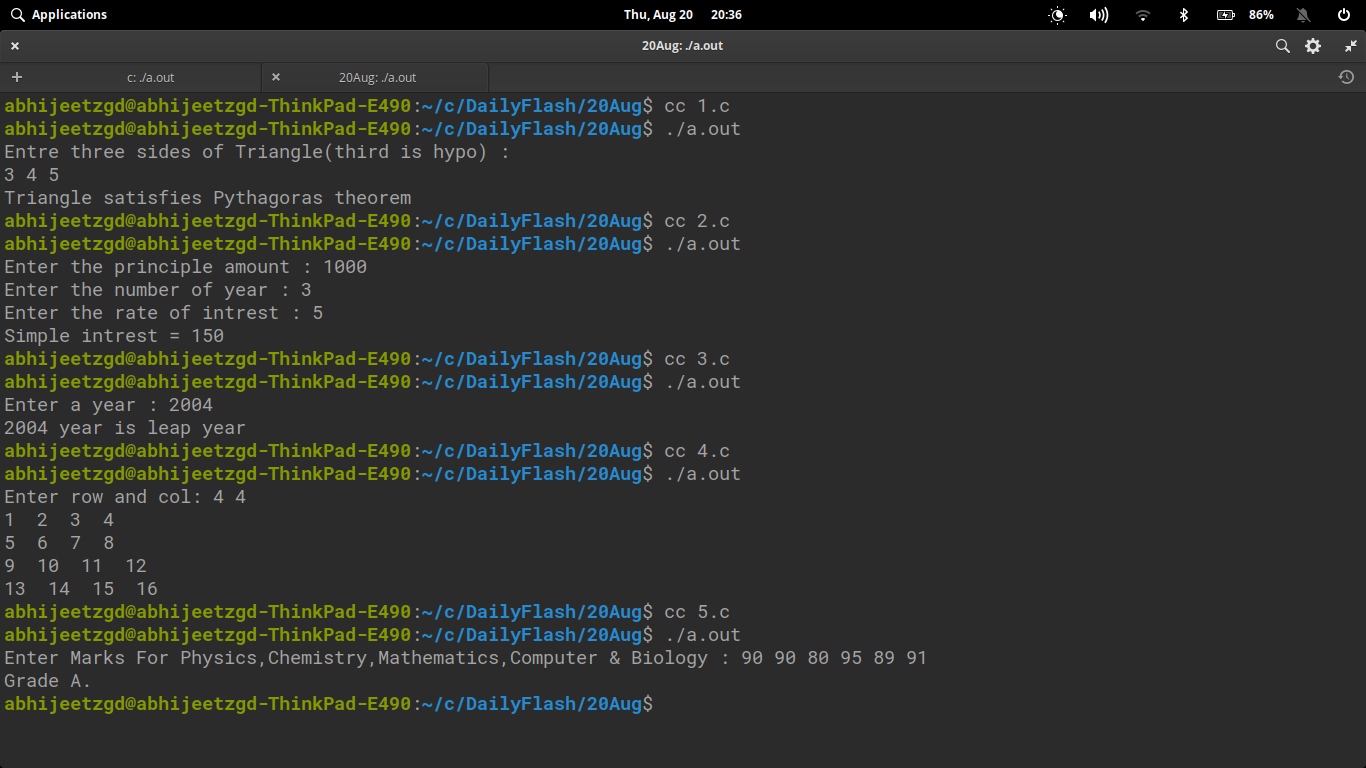 Applications
Thu, Aug 20 20:36
86%
20Aug: ./a.out
c: ./a.out
20Aug: ./a.out
abhijeetzgd@abhijeetzgd-ThinkPad-E490:~/c/DailyFlash/20Aug$ cc 1.c
abhijeetzgd@abhijeetzgd-ThinkPad-E490:~/c/DailyFlash/20Aug$ ./a.out
Entre three sides of Triangle(third is hypo) :
3 4 5
Triangle satisfies Pythagoras theorem
abhijeetzgd@abhijeetzgd-ThinkPad-E490:~/c/DailyFlash/20Aug$ cc 2.c
abhijeetzgd@abhijeetzgd-ThinkPad-E490:~/c/DailyFlash/20Aug$ ./a.out
Enter the principle amount : 1000
Enter the number of year : 3
Enter the rate of intrest : 5
Simple intrest = 150
abhijeetzgd@abhijeetzgd-ThinkPad-E490:~/c/DailyFlash/20Aug$ cc 3.c
abhijeetzgd@abhijeetzgd-ThinkPad-E490:~/c/DailyFlash/20Aug$ ./a.out
Enter a year : 2004
2004 year is leap year
abhijeetzgd@abhijeetzgd-ThinkPad-E490:~/c/DailyFlash/20Aug$ cc 4.c
abhijeetzgd@abhijeetzgd-ThinkPad-E490:~/c/DailyFlash/20Aug$ ./a.out
Enter row and col: 4 4
1  2  3  4
5  6  7  8
9  10  11  12
13  14  15  16
abhijeetzgd@abhijeetzgd-ThinkPad-E490:~/c/DailyFlash/20Aug$ cc 5.c
abhijeetzgd@abhijeetzgd-ThinkPad-E490:~/c/DailyFlash/20Aug$ ./a.out
Enter Marks For Physics,Chemistry,Mathematics,Computer & Biology : 90 90 80 95 89 91
Grade A.
abhijeetzgd@abhijeetzgd-ThinkPad-E490:~/c/DailyFlash/20Aug$